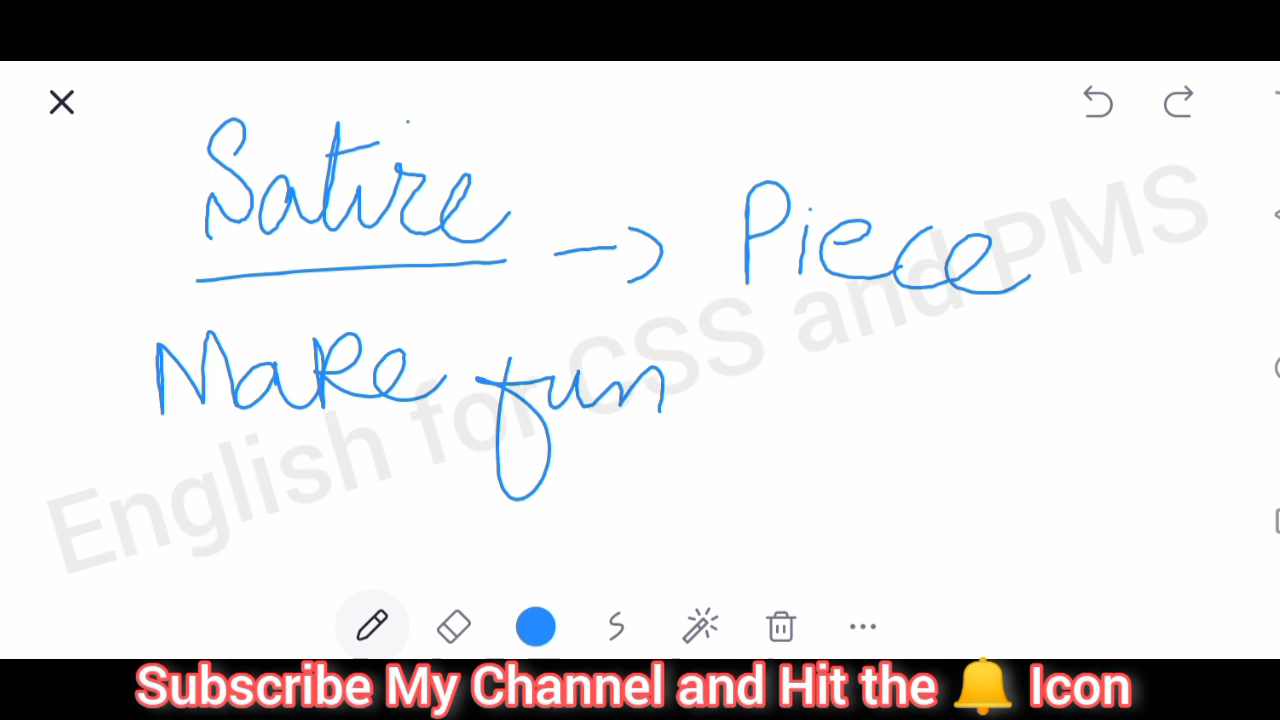 Satire -> Piece
Make fun
English for CSS and PMS
Subscribe My Channel and Hit the 🔔 Icon